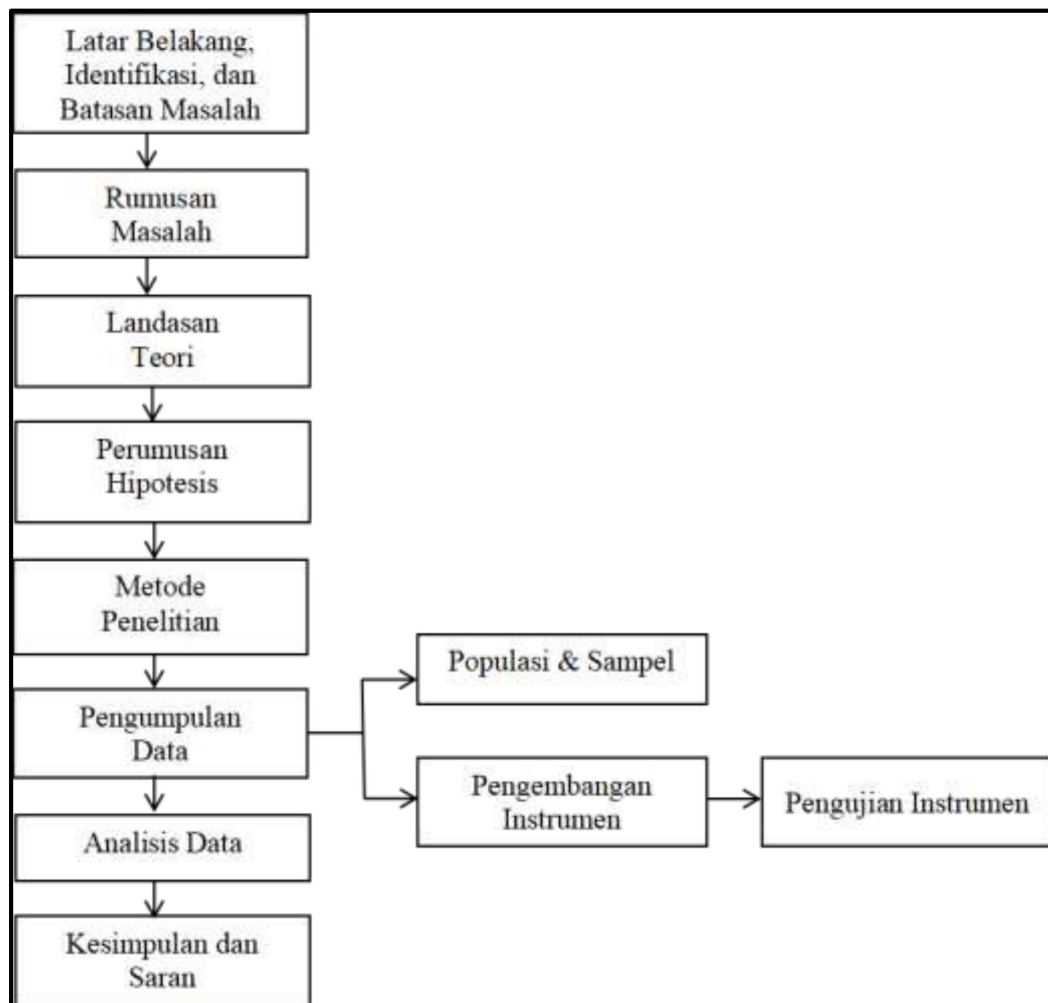 Latar Belakang,
Identifikasi, dan
Batasan Masalah
Rumusan
Masalah
Landasan
Teori
Perumusan
Hipotesis
Metode
Penelitian
Pengumpulan
Data
Populasi & Sampel
Pengembangan
Instrumen
Pengujian Instrumen
Analisis Data
Kesimpulan dan
Saran